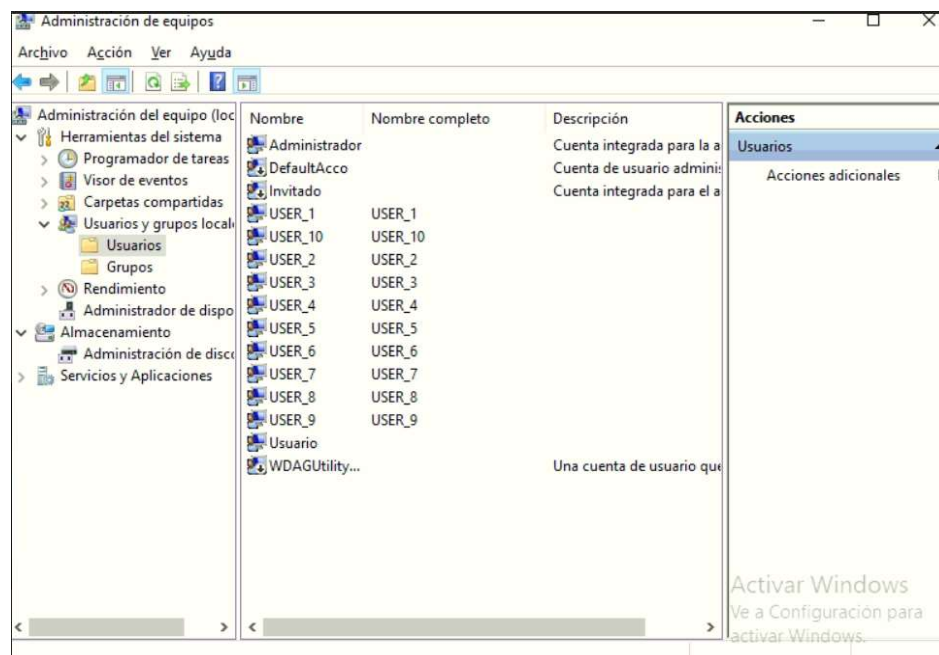 Administración de equipos
Archivo Acción Ver Ayuda
Administración del equipo (loc
Herramientas del sistema
Programador de tareas
Visor de eventos
Carpetas compartidas
Usuarios y grupos local
Usuarios
Grupos
Rendimiento
Administrador de dispo
Almacenamiento
Administración de disco
Servicios y Aplicaciones
Nombre Nombre completo Descripción
Administrador Cuenta integrada para la a
DefaultAcco Cuenta de usuario adminis
Invitado Cuenta integrada para el a
USER_1 USER_1
USER_10 USER_10
USER_2 USER_2
USER_3 USER_3
USER_4 USER_4
USER_5 USER_5
USER_6 USER_6
USER_7 USER_7
USER_8 USER_8
USER_9 USER_9
Usuario
WDAGUtility... Una cuenta de usuario que
Acciones
Usuarios
Acciones adicionales
Activar Windows
Ve a Configuración para
activar Windows.